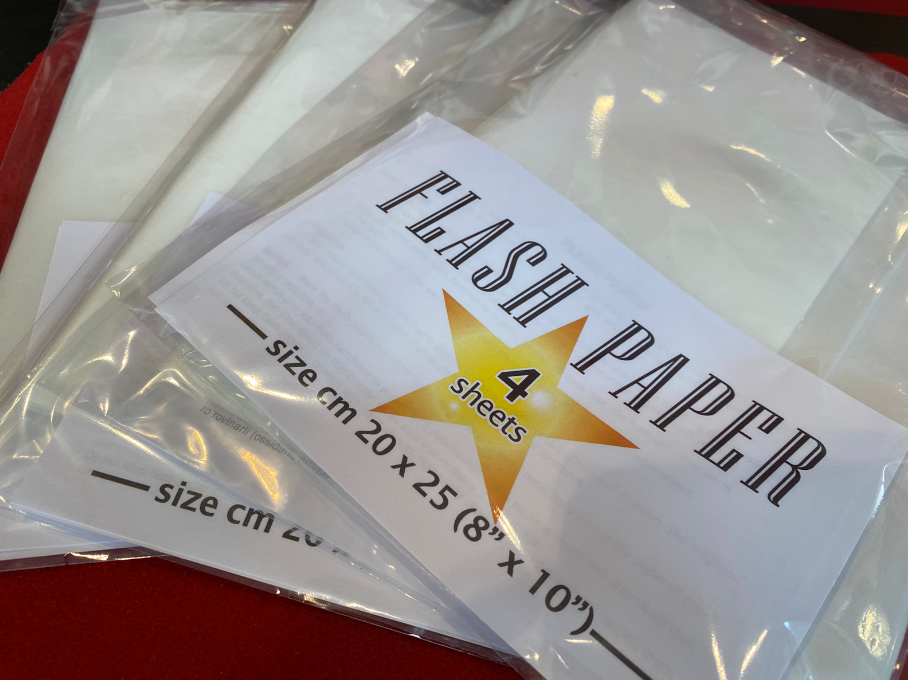 FLASH PAPER
4
sheets
size cm 20 x 25 (8” x 10”)
size cm 20 x